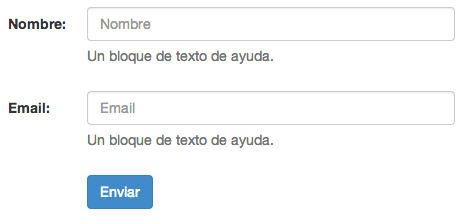 Nombre: Nombre
Un bloque de texto de ayuda.
Email: Email
Un bloque de texto de ayuda.
Enviar